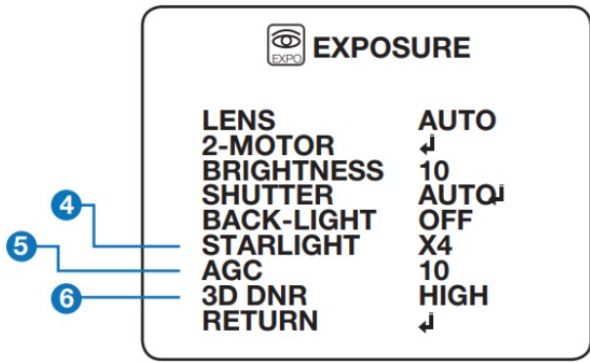 EXPO EXPOSURE
LENS AUTO
2-MOTOR ↲
BRIGHTNESS 10
SHUTTER AUTO↲
BACK-LIGHT OFF
4 STARLIGHT X4
5 AGC 10
6 3D DNR HIGH
RETURN ↲